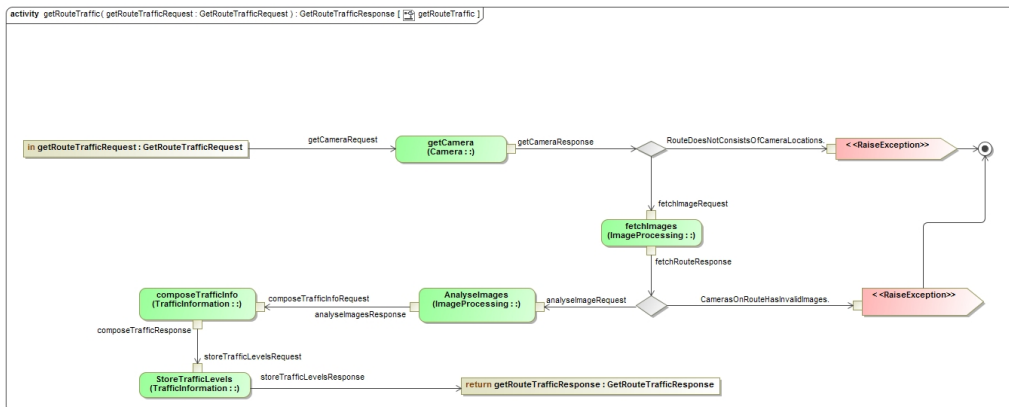 activity getRouteTraffic( getRouteTrafficRequest : GetRouteTrafficRequest ) : GetRouteTrafficResponse [ getRouteTraffic ]
in getRouteTrafficRequest : GetRouteTrafficRequest
getCameraRequest
getCamera
(Camera : :)
getCameraResponse
RouteDoesNotConsistsOfCameraLocations.
< <RaiseException>>
fetchImageRequest
fetchImages
(ImageProcessing : :)
fetchRouteResponse
composeTrafficInfo
(TrafficInformation : :)
composeTrafficInfoRequest
analyseImagesResponse
AnalyseImages
(ImageProcessing : :)
analyseImageRequest
CamerasOnRouteHasInvalidImages.
< <RaiseException>>
composeTrafficResponse
storeTrafficLevelsRequest
StoreTrafficLevels
(TrafficInformation : :)
storeTrafficLevelsResponse
return getRouteTrafficResponse : GetRouteTrafficResponse